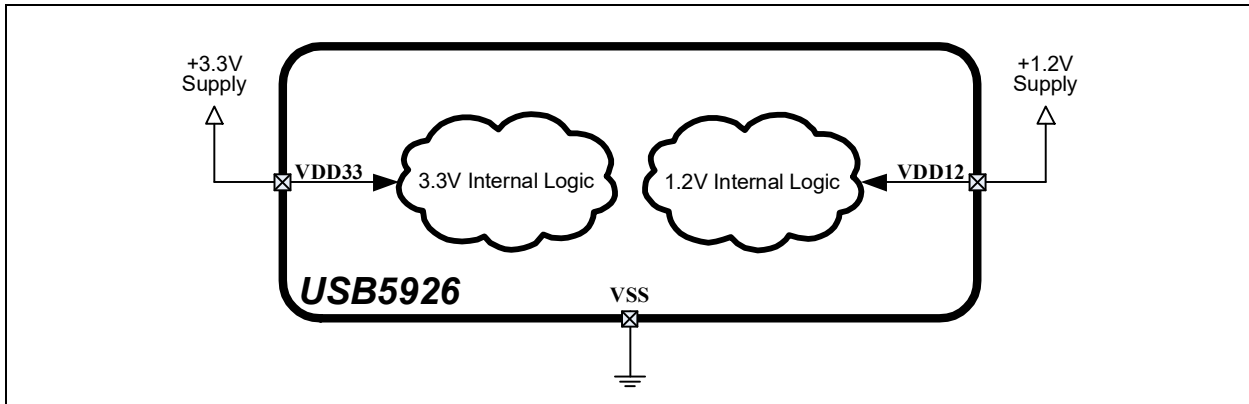 +3.3V
Supply
+1.2V
Supply
VDD33
3.3V Internal Logic
1.2V Internal Logic
VDD12
USB5926
VSS